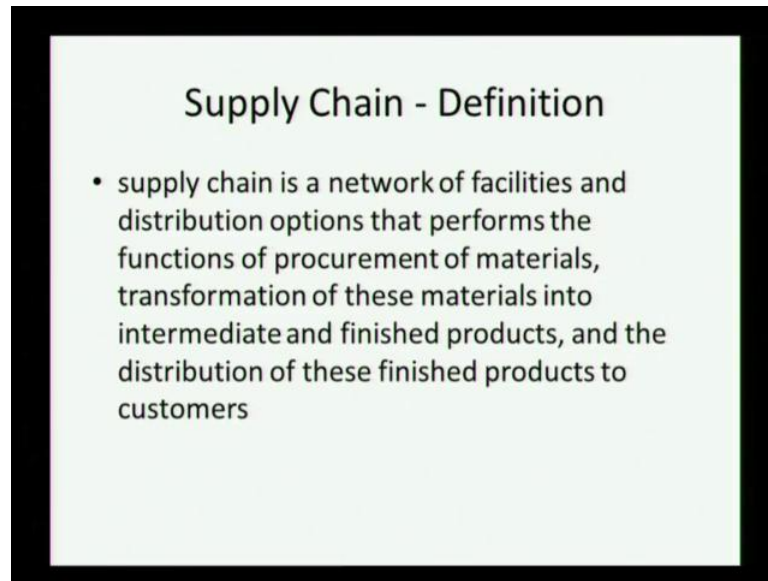 Supply Chain - Definition
• supply chain is a network of facilities and
distribution options that performs the
functions of procurement of materials,
transformation of these materials into
intermediate and finished products, and the
distribution of these finished products to
customers